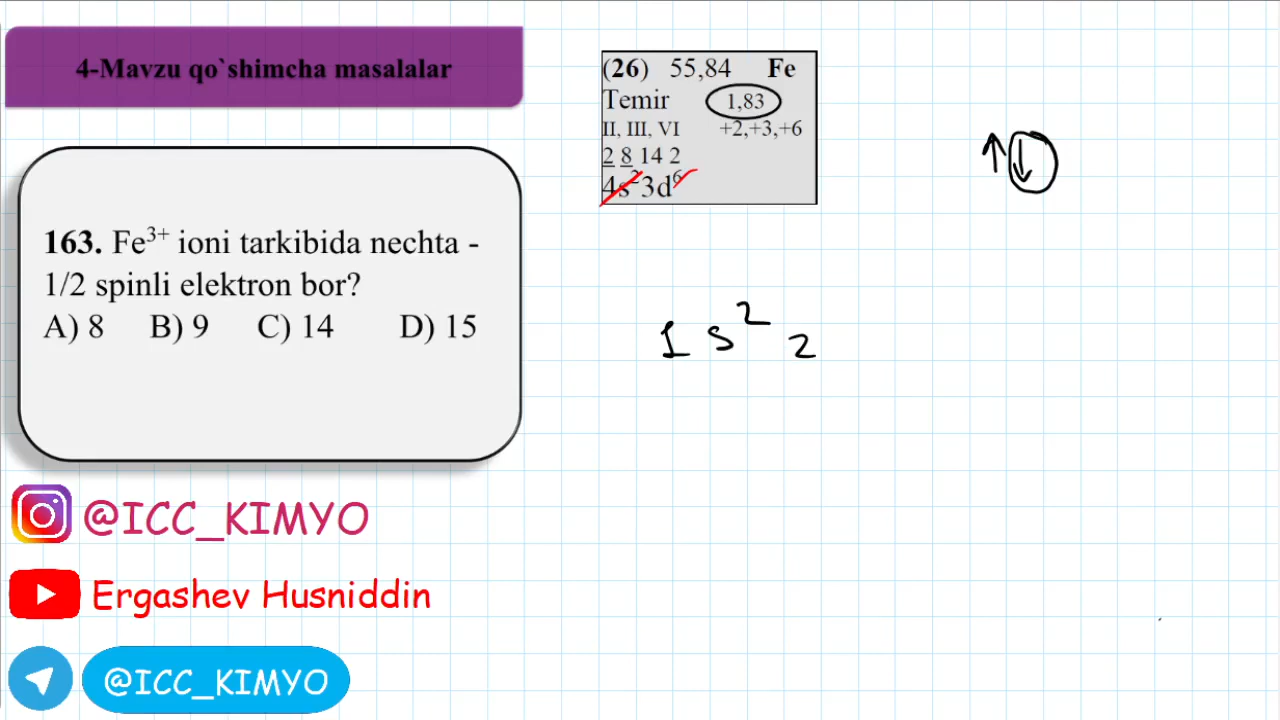 4-Mavzu qo`shimcha masalalar
163. Fe³⁺ ioni tarkibida nechta -
1/2 spinli elektron bor?
A) 8 B) 9 C) 14 D) 15
@ICC_KIMYO
Ergashev Husniddin
@ICC_KIMYO
(26) 55,84 Fe
Temir 1,83
II, III, VI +2,+3,+6
2 8 14 2
4s²3d⁶
↑↓
1s² 2